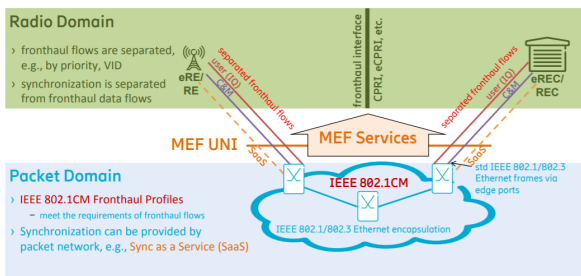 Radio Domain
› fronthaul flows are separated,
e.g., by priority, VID
› synchronization is separated
from fronthaul data flows
eRE/
RE
separated fronthaul flows
user (IQ)
C&M
SaaS
fronthaul interface
CPRI, eCPRI, etc.
separated fronthaul flows
user (IQ)
C&M
SaaS
eREC/
REC
MEF UNI
MEF Services
Packet Domain
› IEEE 802.1CM Fronthaul Profiles
– meet the requirements of fronthaul flows
› Synchronization can be provided by
packet network, e.g., Sync as a Service (SaaS)
IEEE 802.1CM
IEEE 802.1/802.3 Ethernet encapsulation
std IEEE 802.1/802.3
Ethernet frames via
edge ports